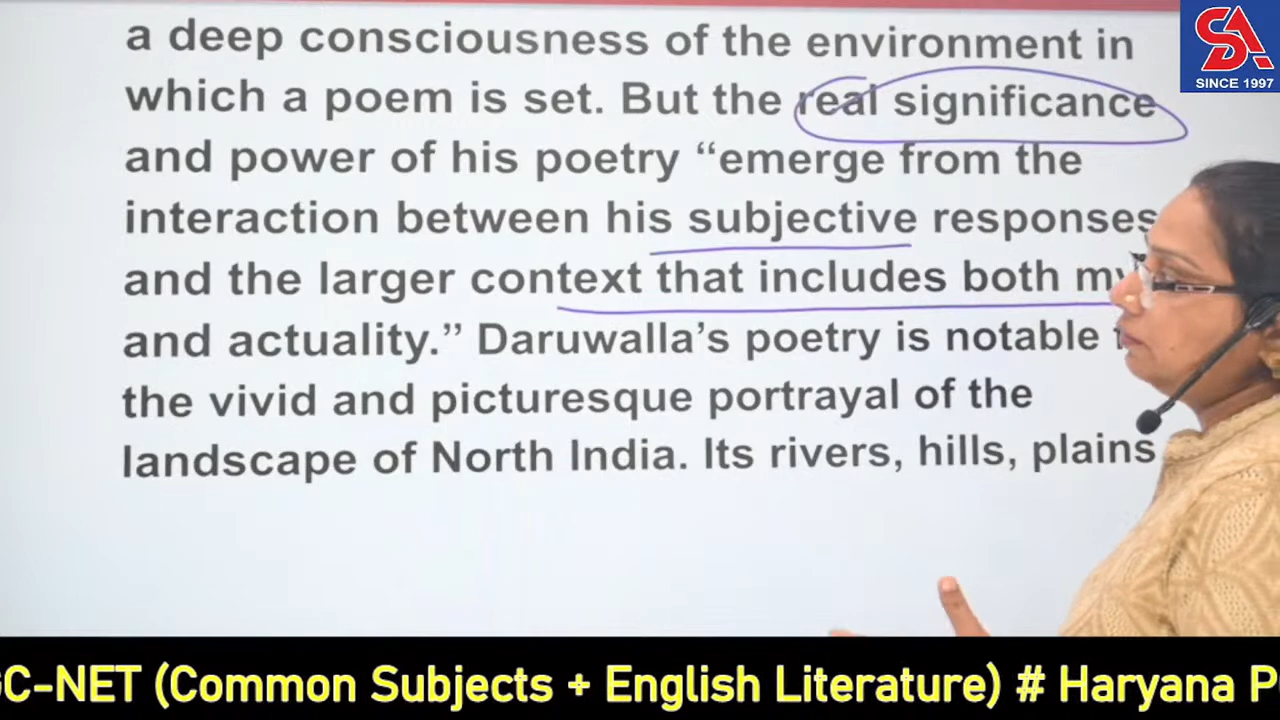 a deep consciousness of the environment in
which a poem is set. But the real significance
and power of his poetry “emerge from the
interaction between his subjective responses
and the larger context that includes both
and actuality.” Daruwalla’s poetry is notable
the vivid and picturesque portrayal of the
landscape of North India. Its rivers, hills, plains
SA
SINCE 1997
GC-NET (Common Subjects + English Literature) # Haryana P